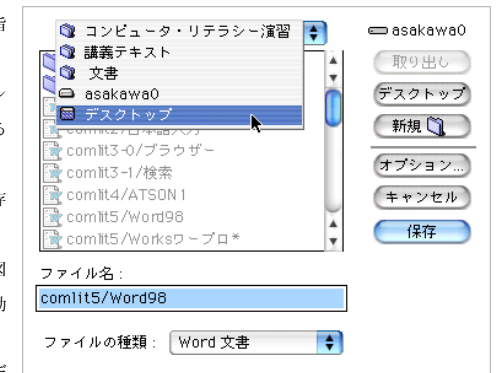 コンピュータ・リテラシー演習
講義テキスト
文書
asakawa0
デスクトップ
comlit3-0/ブラウザー
comlit3-1/検索
comlit4/ATSON1
comlit5/Word98
comlit5/Worksワープロ*
ファイル名：
comlit5/Word98
ファイルの種類： Word 文書
asakawa0
取り出し
デスクトップ
新規
オプション...
キャンセル
保存